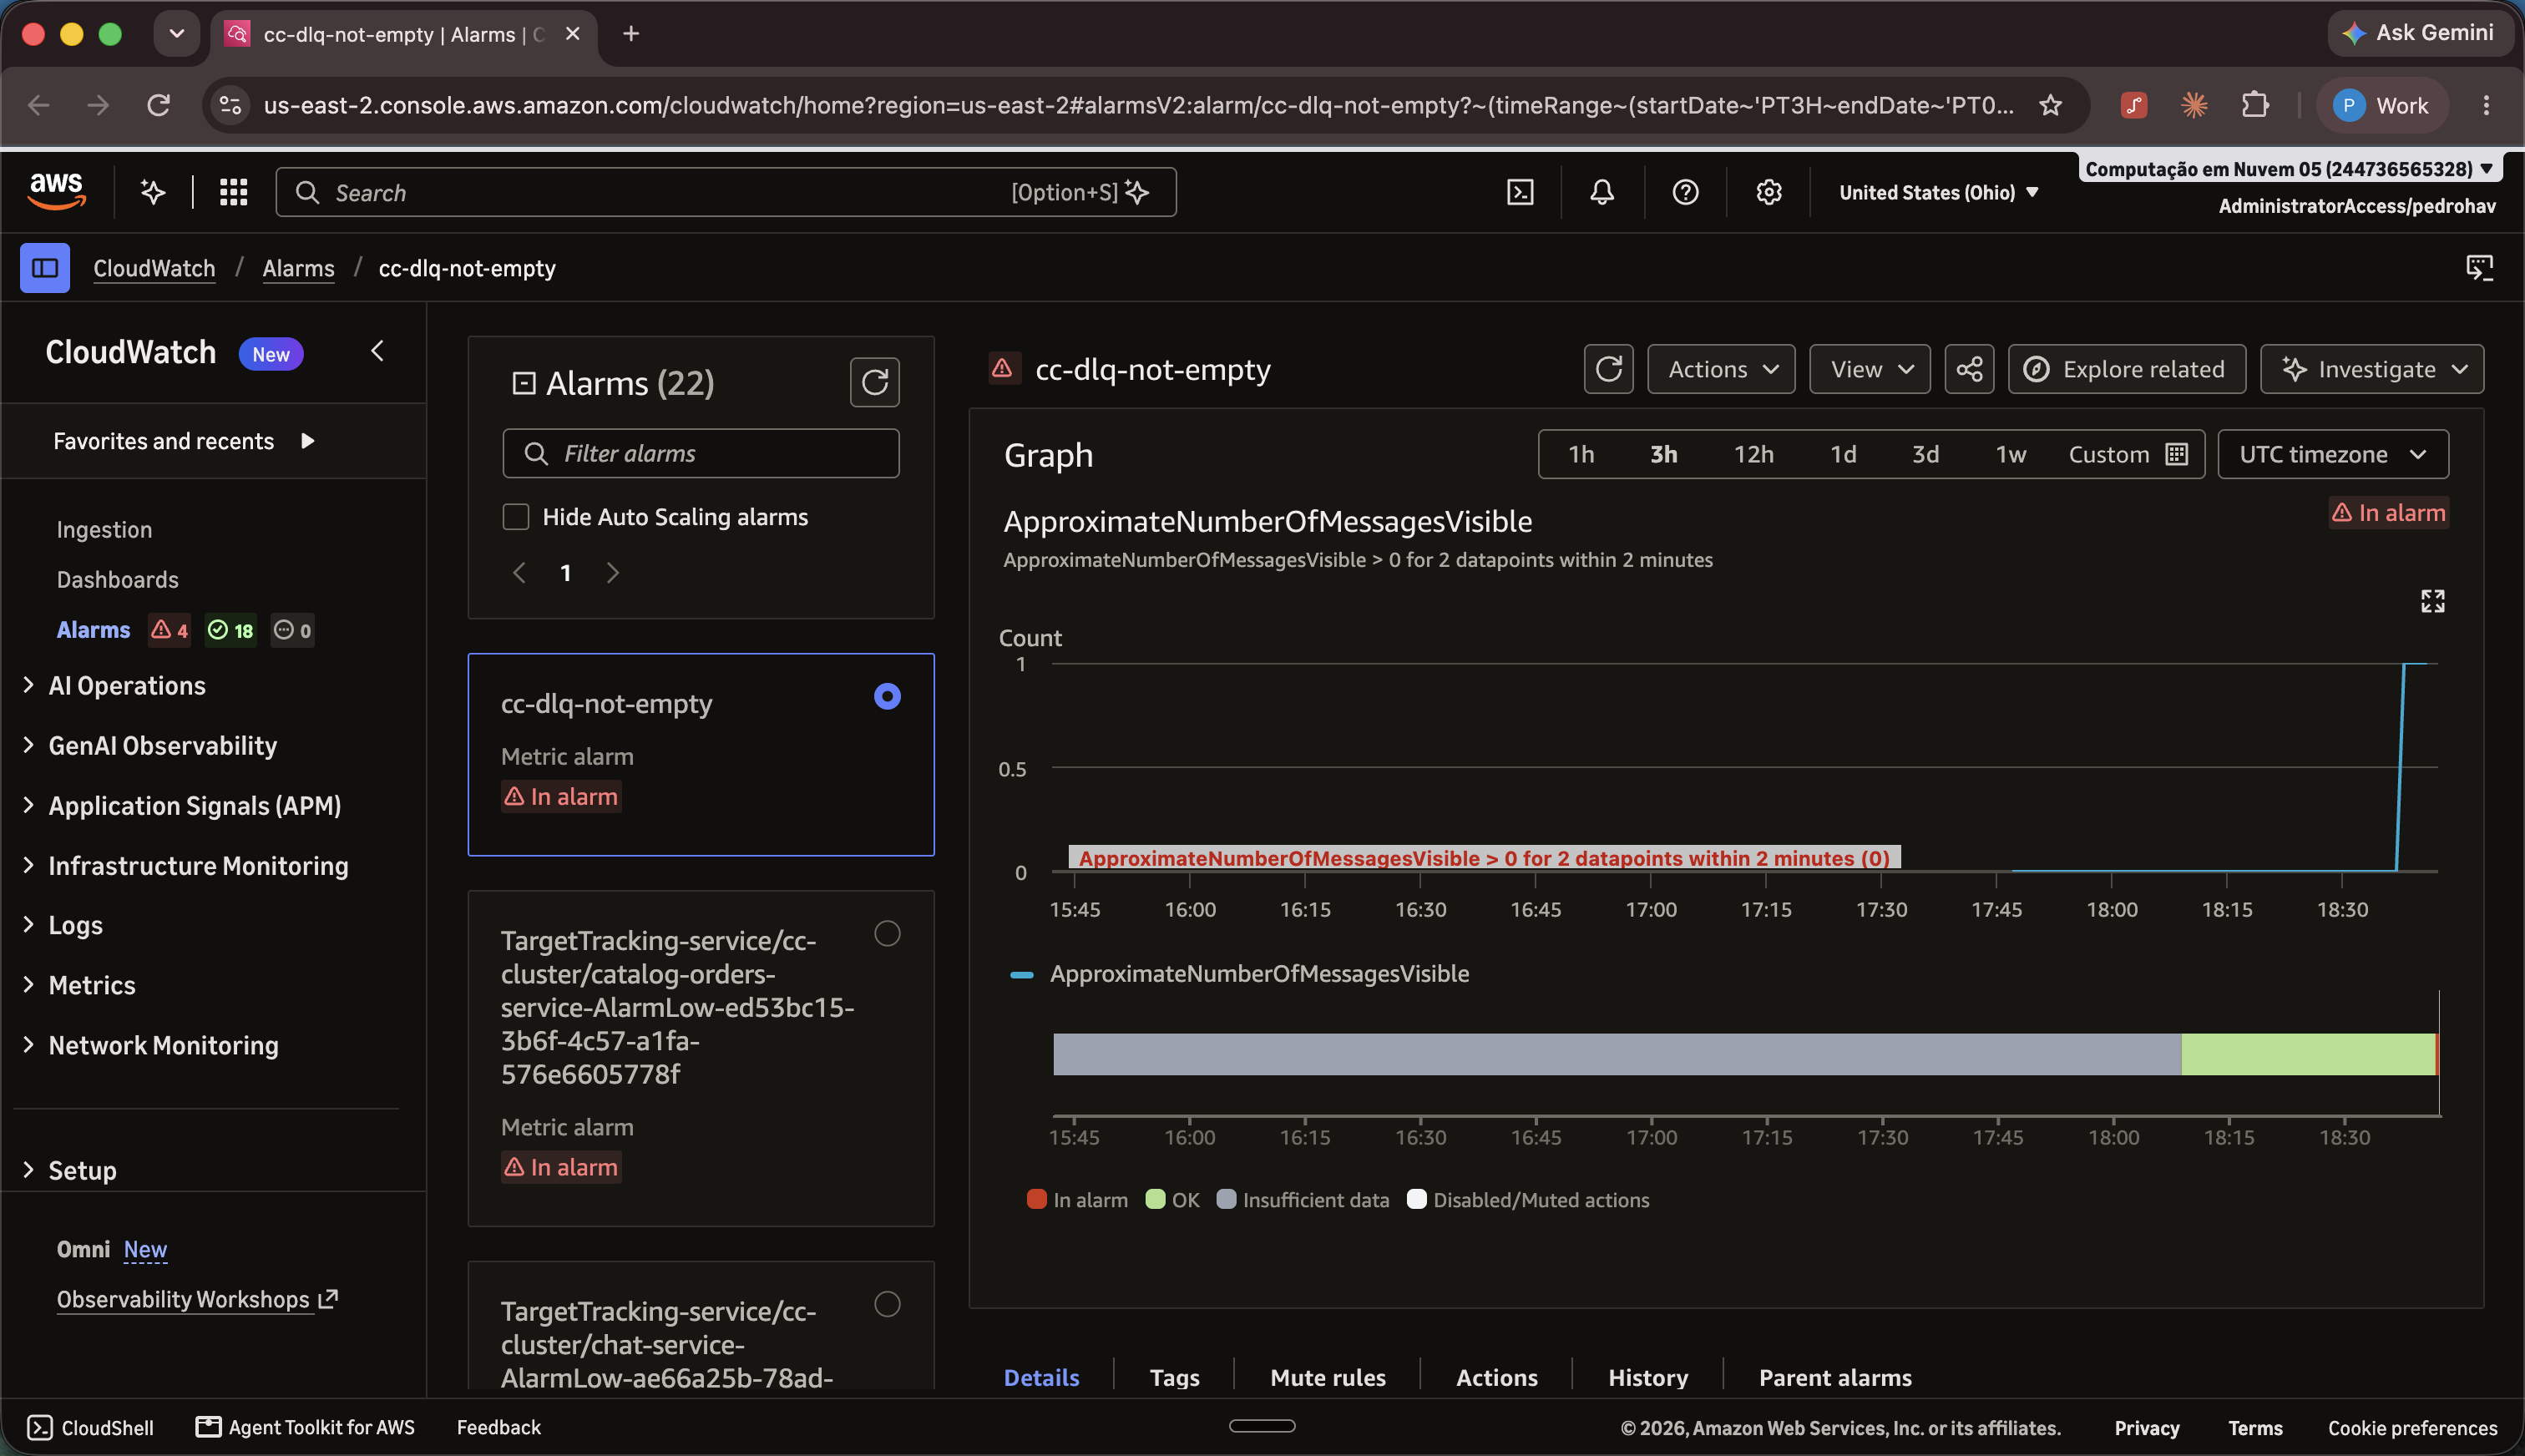 cc-dlq-not-empty | Alarms |
Ask Gemini
us-east-2.console.aws.amazon.com/cloudwatch/home?region=us-east-2#alarmsV2:alarm/cc-dlq-not-empty?~(timeRange~(startDate~'PT3H~endDate~'PT0...
P Work
aws
Search [Option+S]
United States (Ohio)
Computação em Nuvem 05 (244736565328)
AdministratorAccess/pedrohav
CloudWatch / Alarms / cc-dlq-not-empty
CloudWatch New
Favorites and recents
Ingestion
Dashboards
Alarms 4 18 0
AI Operations
GenAI Observability
Application Signals (APM)
Infrastructure Monitoring
Logs
Metrics
Network Monitoring
Setup
Omni New
Observability Workshops
Alarms (22)
Filter alarms
Hide Auto Scaling alarms
1
cc-dlq-not-empty
Metric alarm
In alarm
TargetTracking-service/cc-
cluster/catalog-orders-
service-AlarmLow-ed53bc15-
3b6f-4c57-a1fa-
576e6605778f
Metric alarm
In alarm
TargetTracking-service/cc-
cluster/chat-service-
AlarmLow-ae66a25b-78ad-
cc-dlq-not-empty
Actions View Explore related Investigate
Graph
1h 3h 12h 1d 3d 1w Custom UTC timezone
ApproximateNumberOfMessagesVisible
In alarm
ApproximateNumberOfMessagesVisible > 0 for 2 datapoints within 2 minutes
Count
1
0.5
ApproximateNumberOfMessagesVisible > 0 for 2 datapoints within 2 minutes (0)
0
15:45 16:00 16:15 16:30 16:45 17:00 17:15 17:30 17:45 18:00 18:15 18:30
ApproximateNumberOfMessagesVisible
15:45 16:00 16:15 16:30 16:45 17:00 17:15 17:30 17:45 18:00 18:15 18:30
In alarm OK Insufficient data Disabled/Muted actions
Details Tags Mute rules Actions History Parent alarms
CloudShell Agent Toolkit for AWS Feedback
© 2026, Amazon Web Services, Inc. or its affiliates. Privacy Terms Cookie preferences